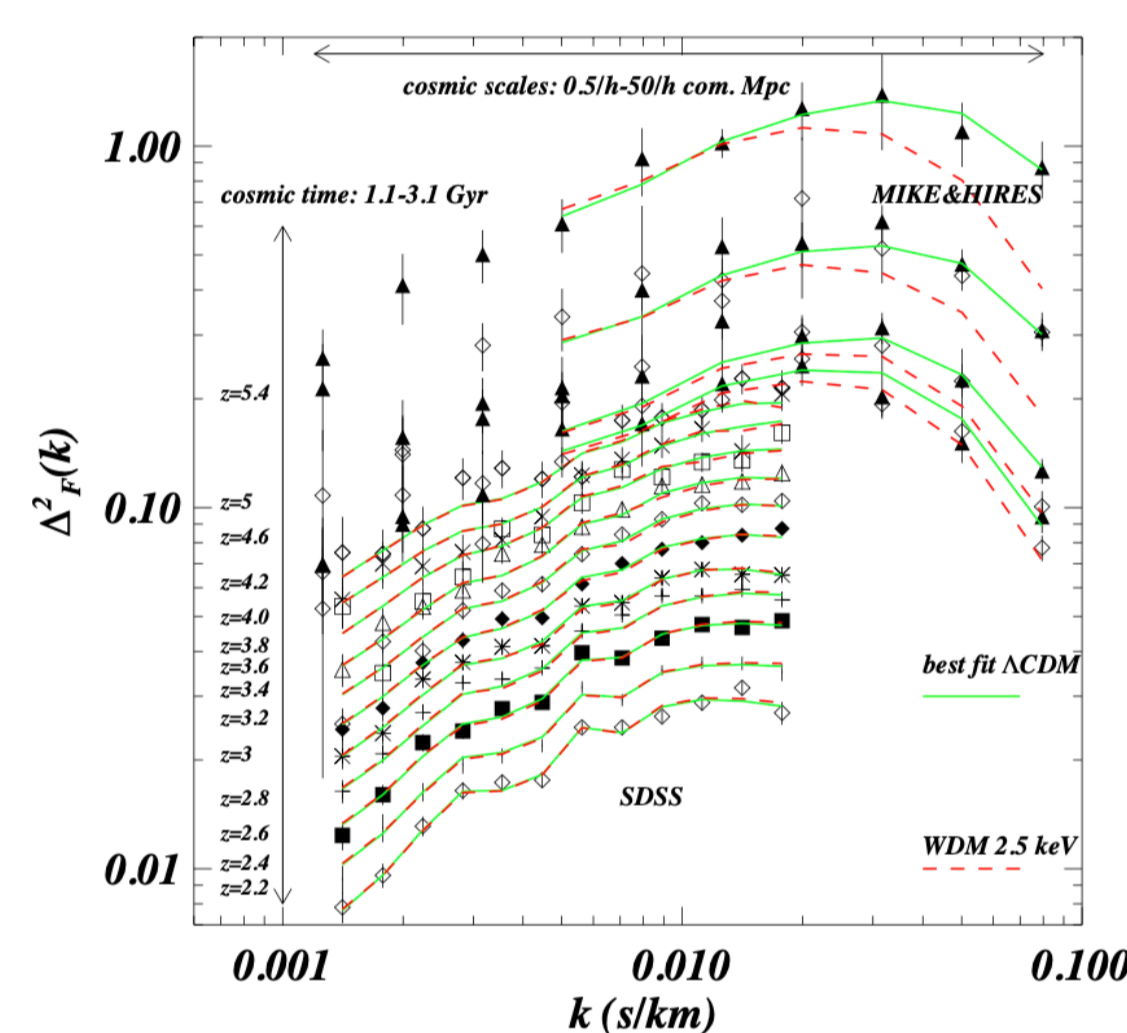 cosmic scales: 0.5/h-50/h com. Mpc
1.00
cosmic time: 1.1-3.1 Gyr
MIKE&HIRES
z=5.4
Δ²F(k)
0.10
z=5
z=4.6
z=4.2
z=4.0
z=3.8
z=3.6
z=3.4
z=3.2
z=3
z=2.8
z=2.6
z=2.4
z=2.2
best fit ΛCDM
SDSS
WDM 2.5 keV
0.01
0.001
0.010
0.100
k (s/km)